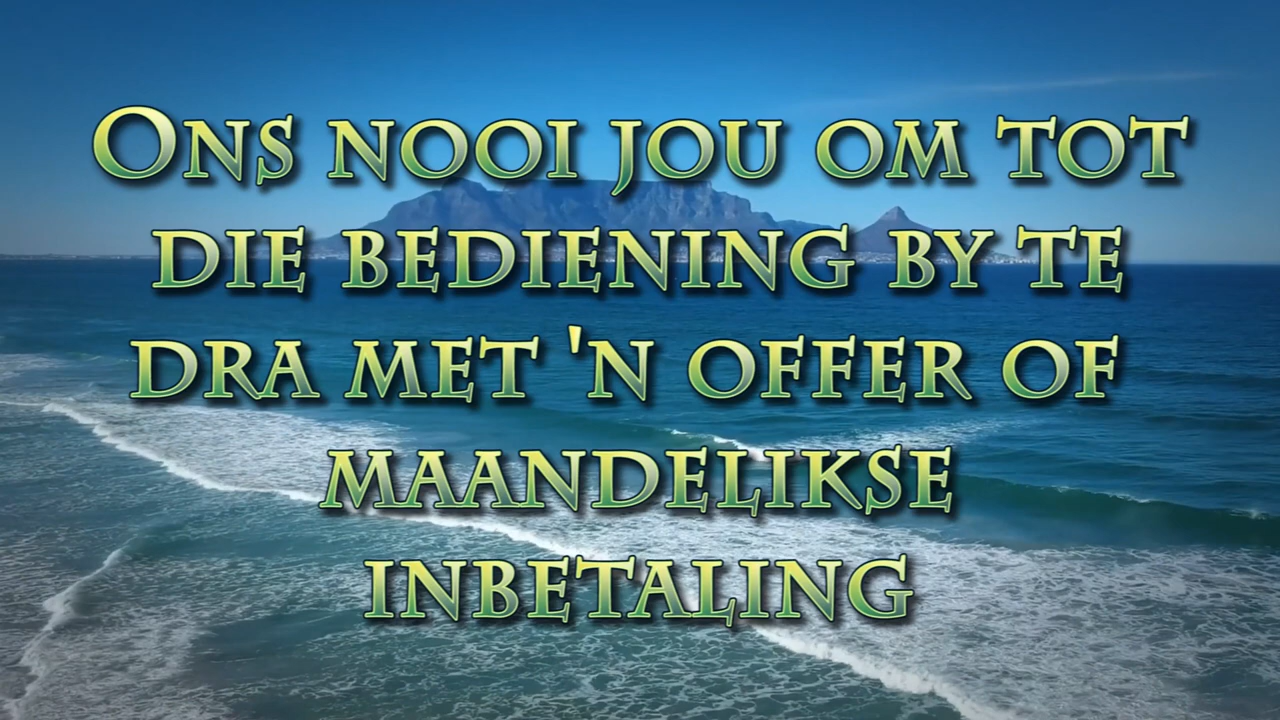 Ons nooi jou om tot
die bediening by te
dra met 'n offer of
maandelikse
inbetaling